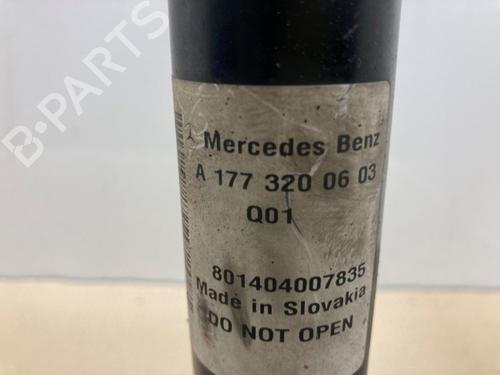 B-PARTS
Mercedes Benz
A 177 320 06 03
Q01
801404007835
Made in Slovakia
DO NOT OPEN